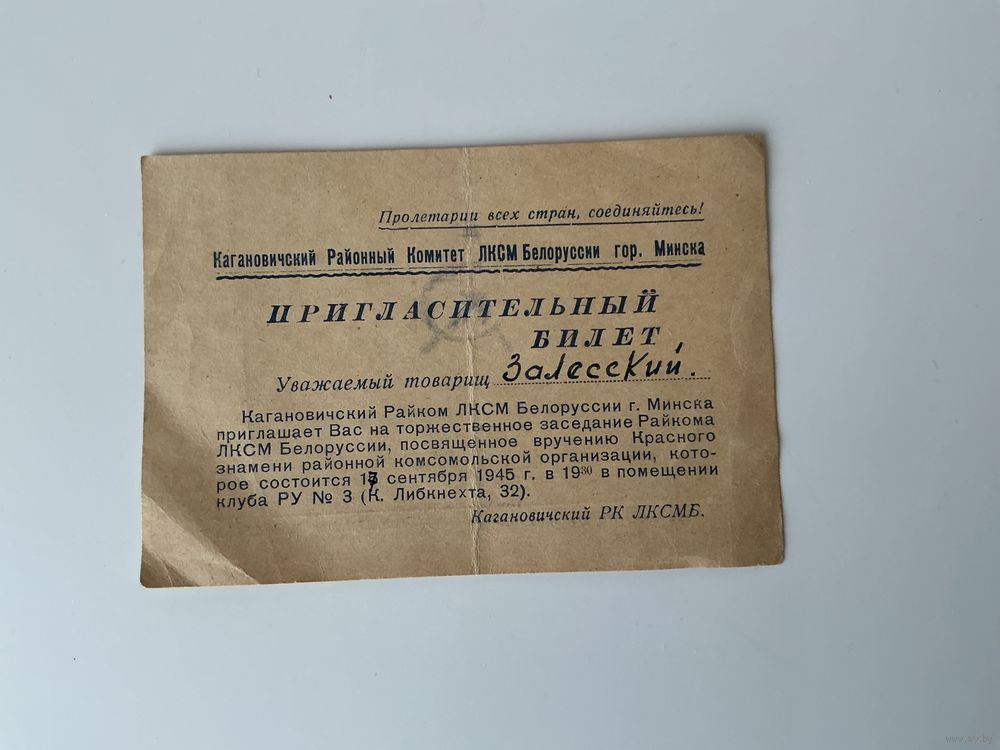 Пролетарии всех стран, соединяйтесь!
Кагановичский Районный Комитет ЛКСМ Белоруссии гор. Минска
ПРИГЛАСИТЕЛЬНЫЙ
БИЛЕТ
Уважаемый товарищ Залесский.
Кагановичский Райком ЛКСМ Белоруссии г. Минска
приглашает Вас на торжественное заседание Райкома
ЛКСМ Белоруссии, посвященное вручению Красного
знамени районной комсомольской организации, кото-
рое состоится сентября 1945 г. в 19³⁰ в помещении
клуба РУ № 3 (К. Либкнехта, 32).
Кагановичский РК ЛКСМБ.